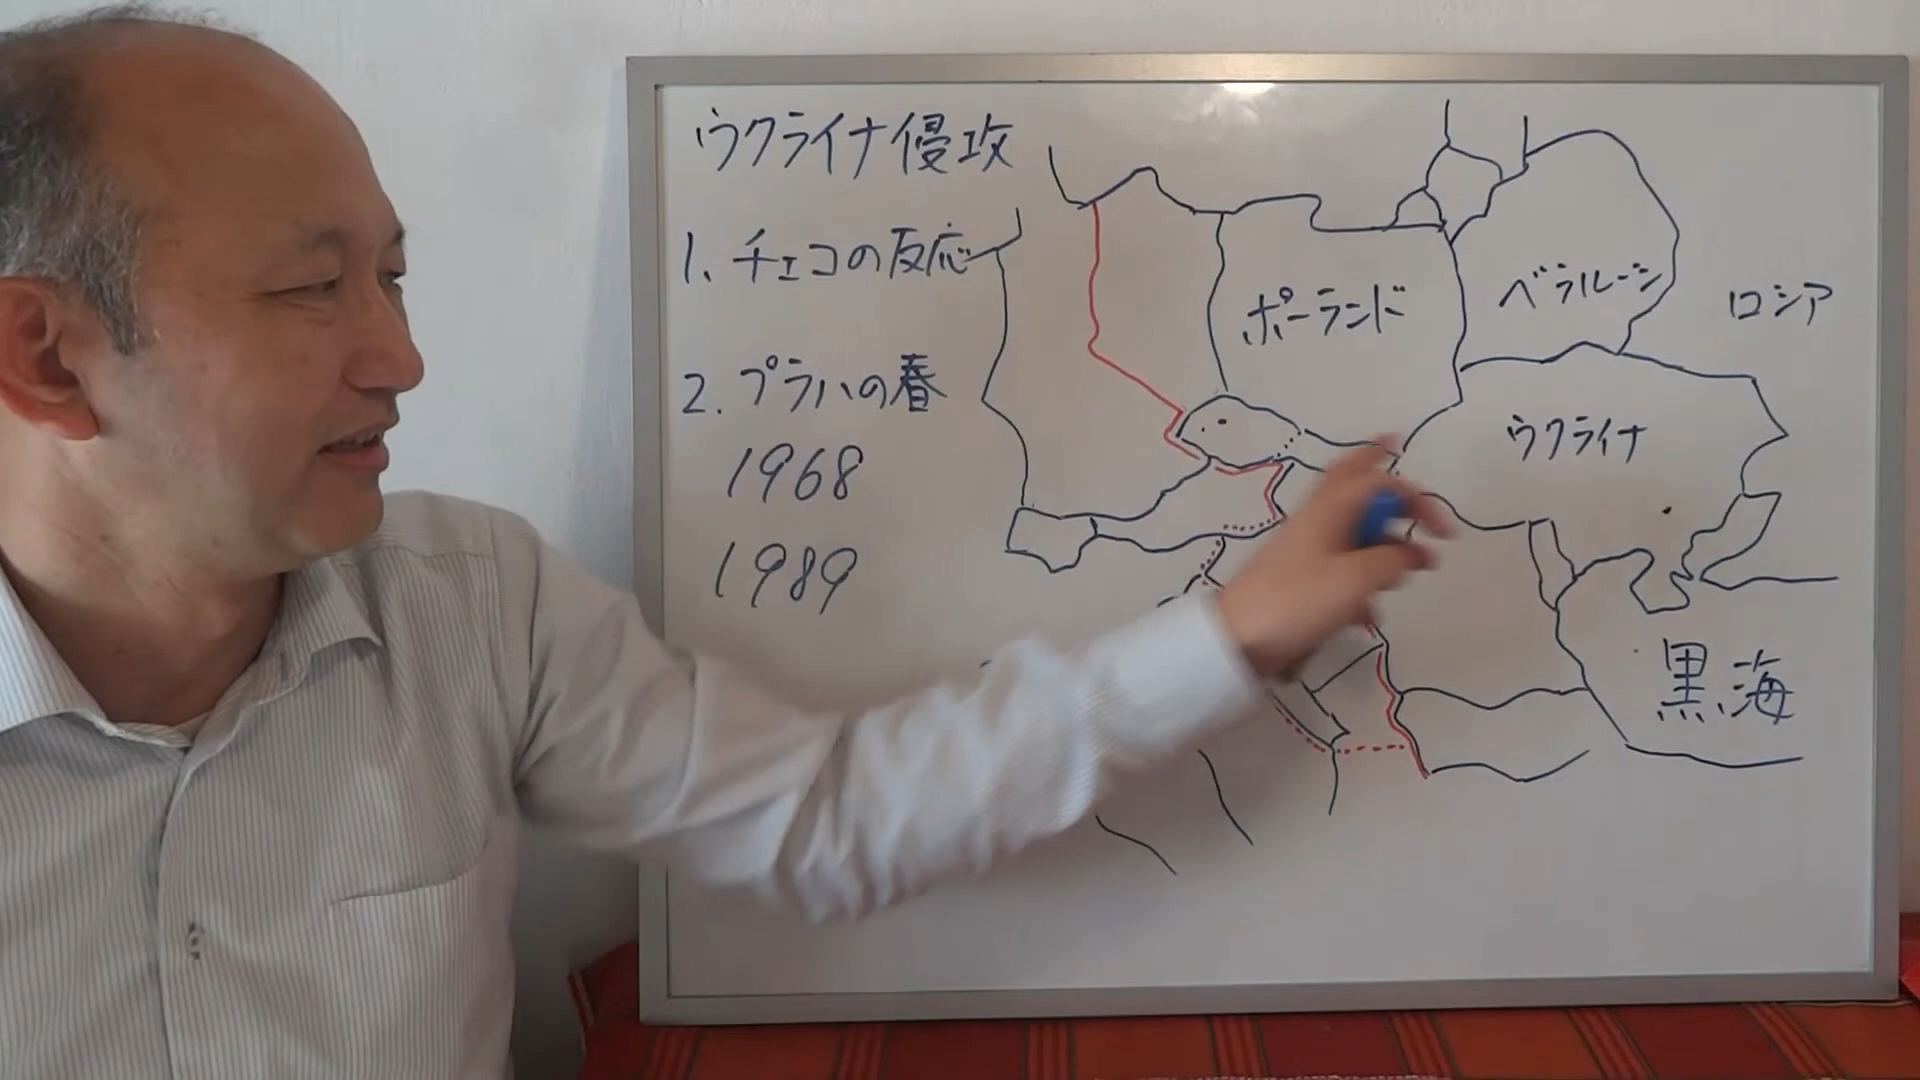 ウクライナ侵攻
1. チェコの反応
2. プラハの春
1968
1989
ポーランド
ベラルーシ
ロシア
ウクライナ
黒海